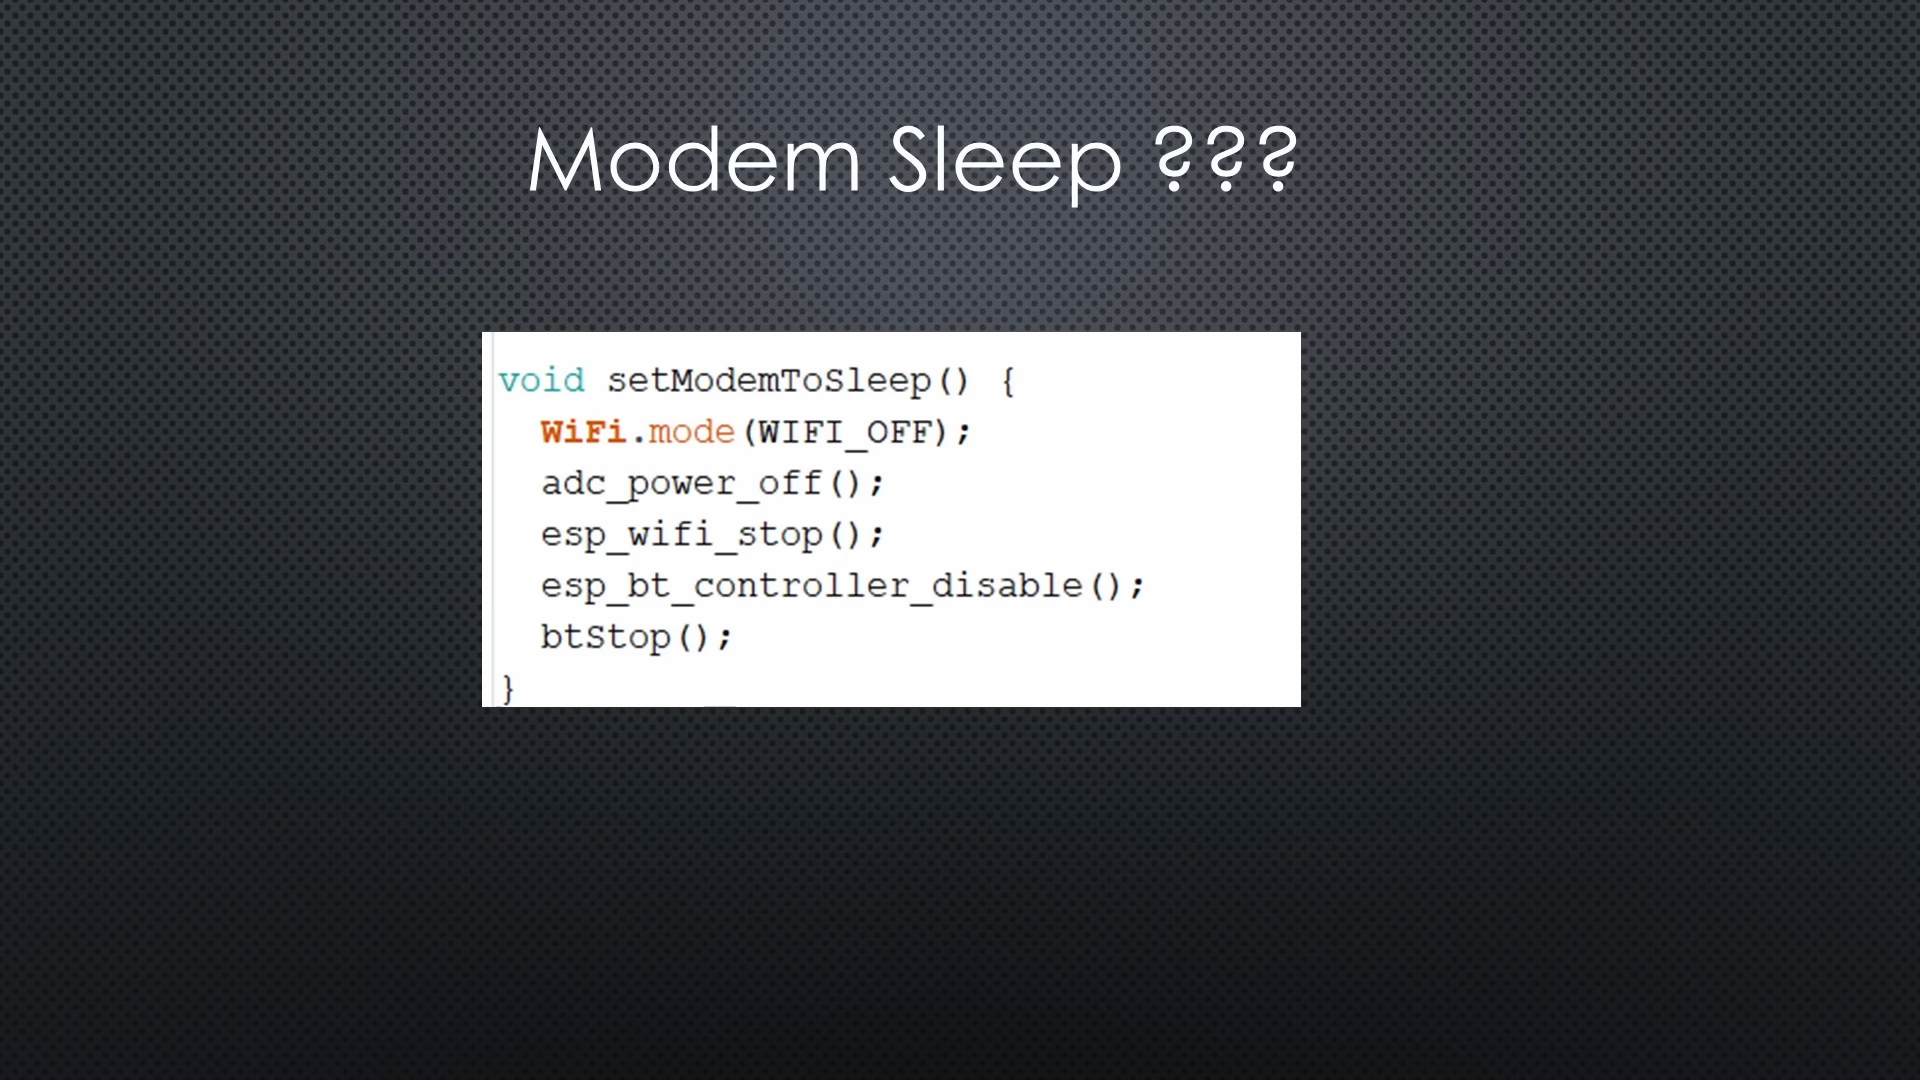 Modem Sleep ???
void setModemToSleep() {
  WiFi.mode(WIFI_OFF);
  adc_power_off();
  esp_wifi_stop();
  esp_bt_controller_disable();
  btStop();
}